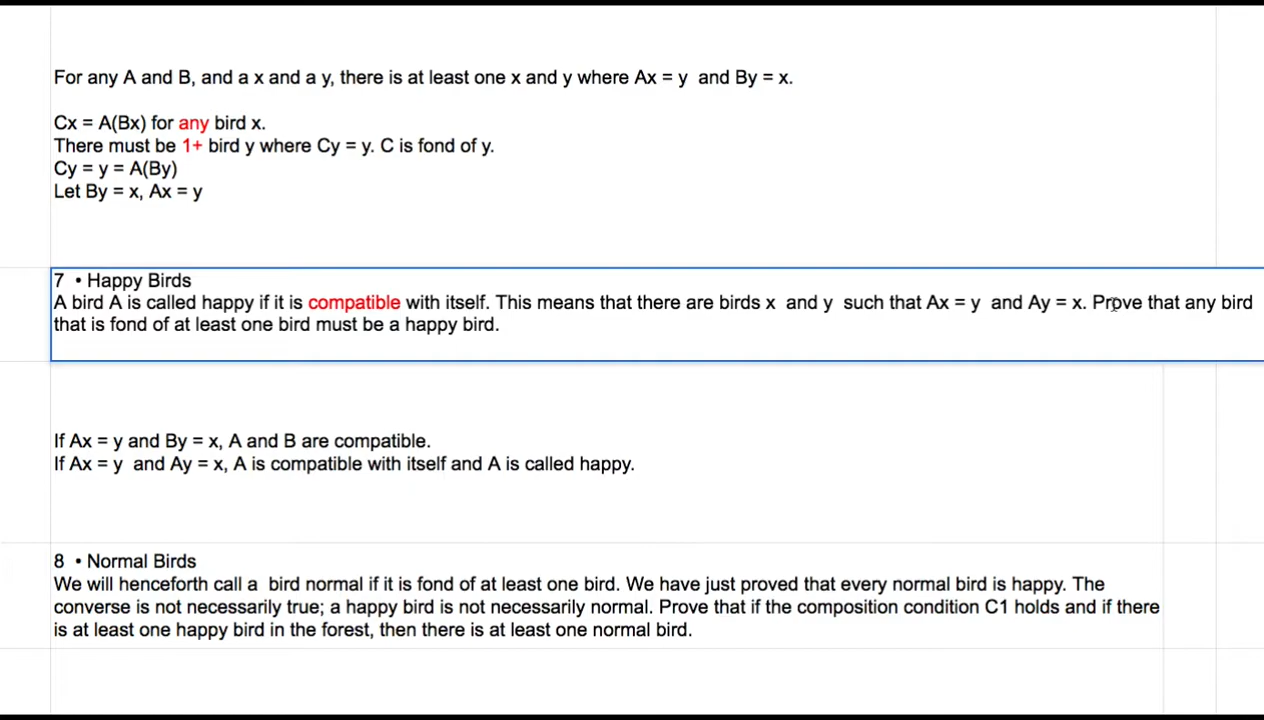 For any A and B, and a x and a y, there is at least one x and y where Ax = y and By = x.
Cx = A(Bx) for any bird x.
There must be 1+ bird y where Cy = y. C is fond of y.
Cy = y = A(By)
Let By = x, Ax = y
7 • Happy Birds
A bird A is called happy if it is compatible with itself. This means that there are birds x and y such that Ax = y and Ay = x. Prove that any bird
that is fond of at least one bird must be a happy bird.
If Ax = y and By = x, A and B are compatible.
If Ax = y and Ay = x, A is compatible with itself and A is called happy.
8 • Normal Birds
We will henceforth call a bird normal if it is fond of at least one bird. We have just proved that every normal bird is happy. The
converse is not necessarily true; a happy bird is not necessarily normal. Prove that if the composition condition C1 holds and if there
is at least one happy bird in the forest, then there is at least one normal bird.